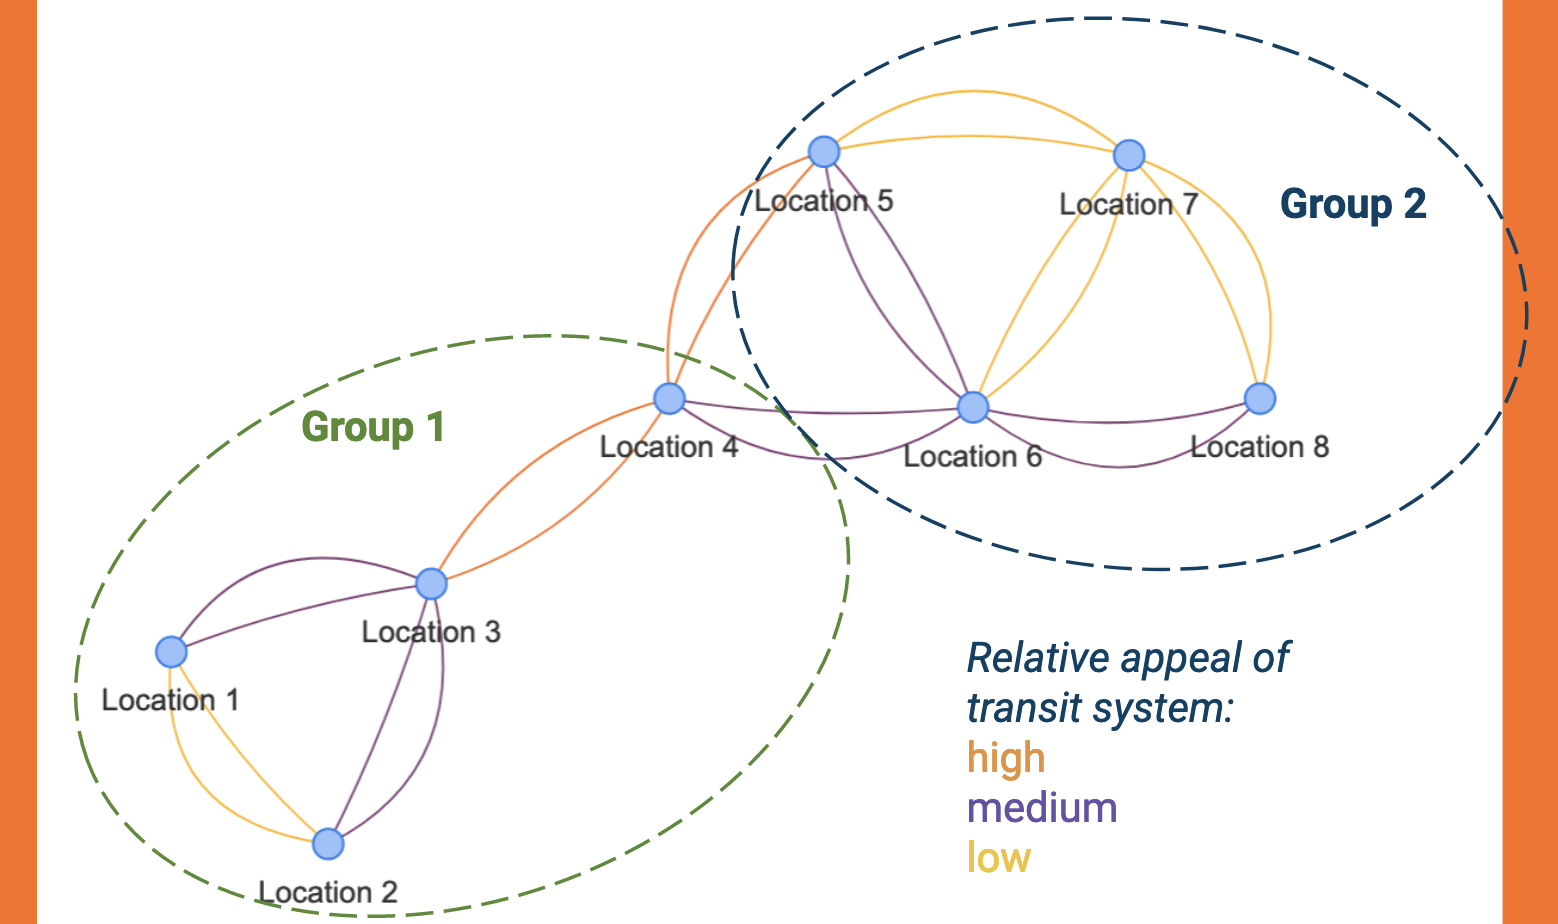 Location 5
Location 7
Group 2
Group 1
Location 4
Location 6
Location 8
Location 3
Location 1
Location 2
Relative appeal of
transit system:
high
medium
low